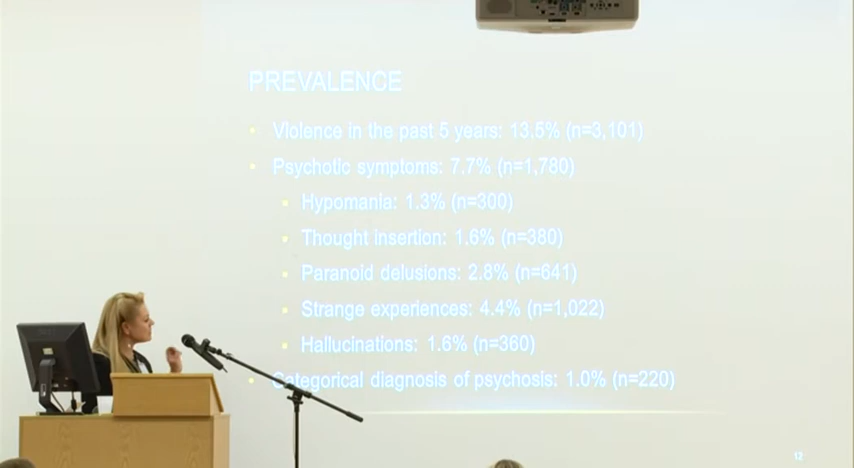 PREVALENCE
• Violence in the past 5 years: 13.5% (n=3,101)
• Psychotic symptoms: 7.7% (n=1,780)
• Hypomania: 1.3% (n=300)
• Thought insertion: 1.6% (n=380)
• Paranoid delusions: 2.8% (n=641)
• Strange experiences: 4.4% (n=1,022)
• Hallucinations: 1.6% (n=360)
• Categorical diagnosis of psychosis: 1.0% (n=220)
12